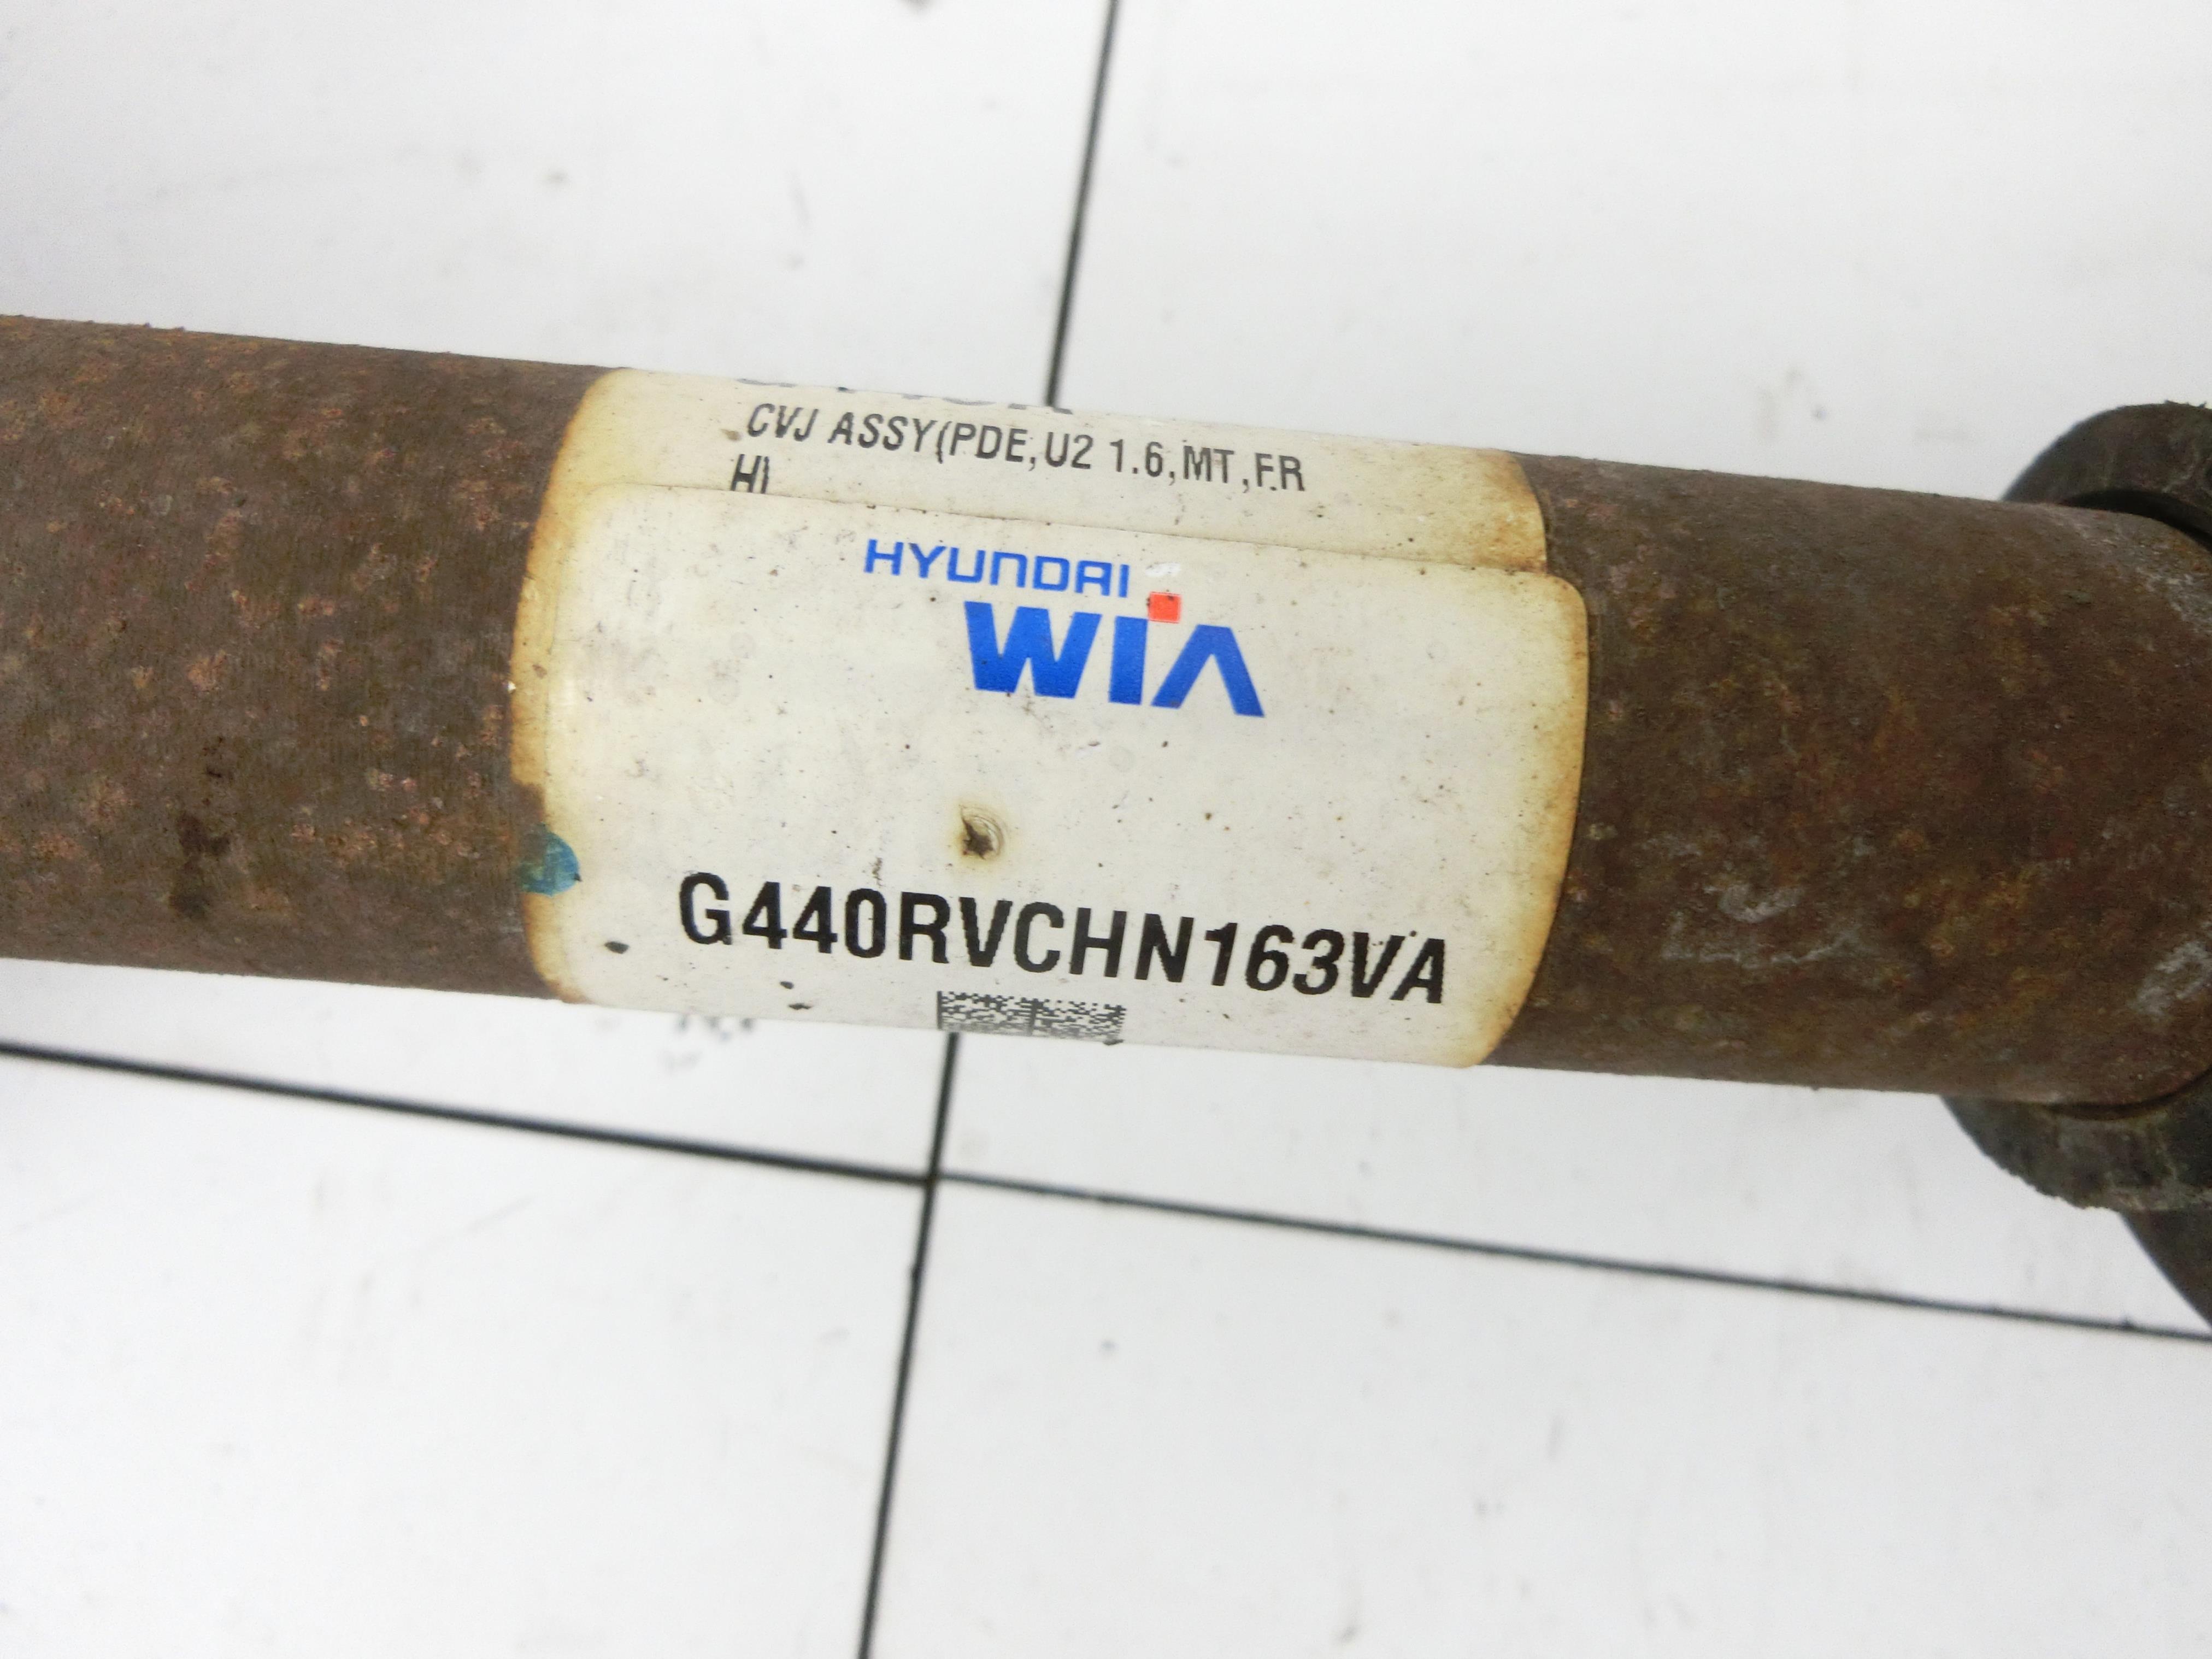 CVJ ASSY(PDE,U2 1.6,MT,FR
HYUNDAI
WIA
G440RVCHN163VA